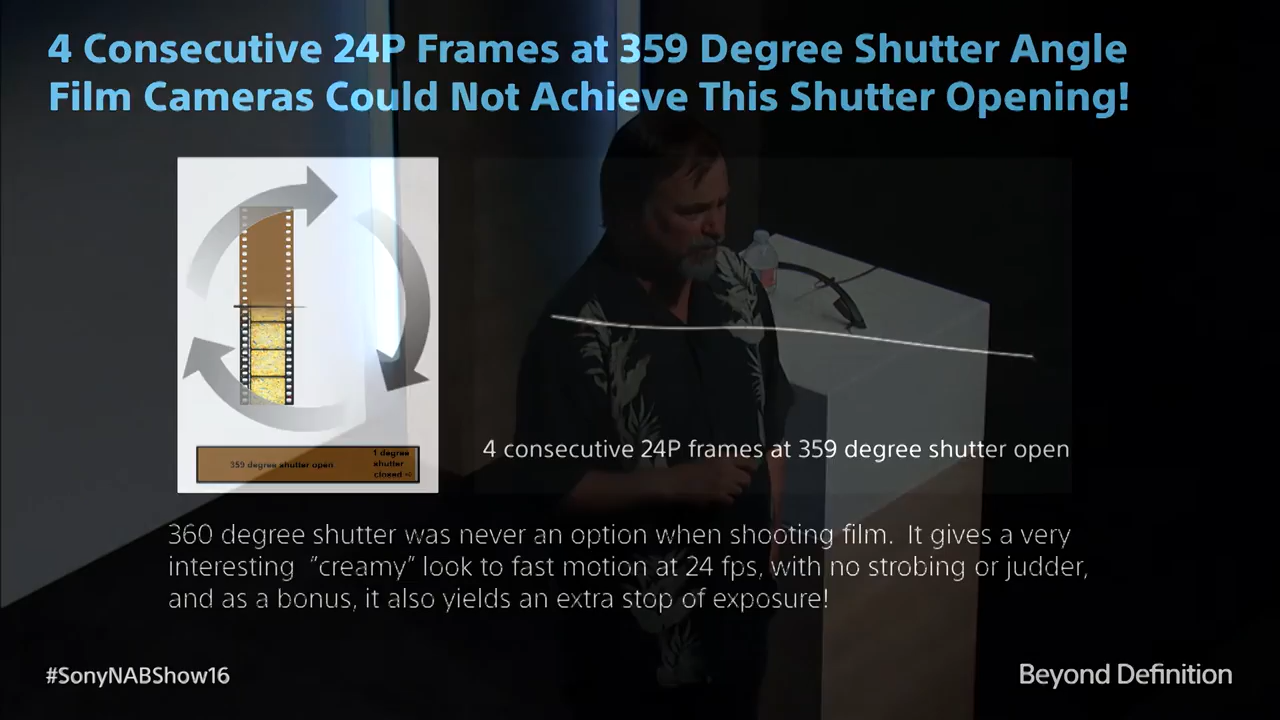 4 Consecutive 24P Frames at 359 Degree Shutter Angle
Film Cameras Could Not Achieve This Shutter Opening!
359 degree shutter open
1 degree
shutter
closed
4 consecutive 24P frames at 359 degree shutter open
360 degree shutter was never an option when shooting film.  It gives a very
interesting  “creamy” look to fast motion at 24 fps, with no strobing or judder,
and as a bonus, it also yields an extra stop of exposure!
#SonyNABShow16
Beyond Definition